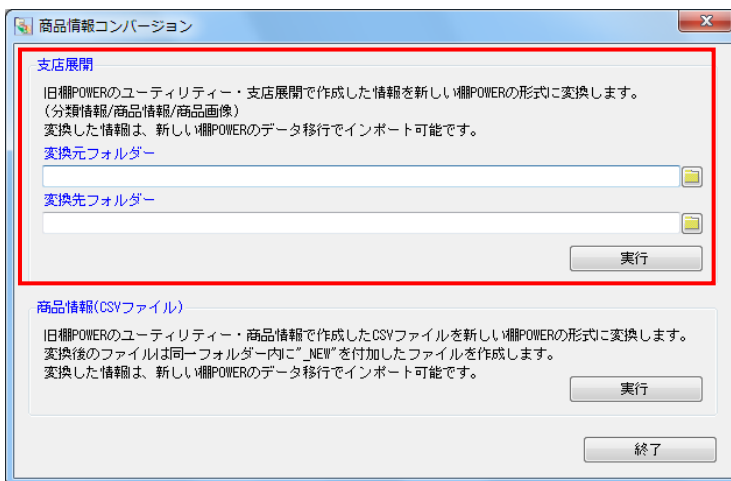 商品情報コンバージョン
支店展開
旧棚POWERのユーティリティー・支店展開で作成した情報を新しい棚POWERの形式に変換します。
(分類情報/商品情報/商品画像)
変換した情報は、新しい棚POWERのデータ移行でインポート可能です。
変換元フォルダー
変換先フォルダー
実行
商品情報(CSVファイル)
旧棚POWERのユーティリティー・商品情報で作成したCSVファイルを新しい棚POWERの形式に変換します。
変換後のファイルは同一フォルダー内に"_NEW"を付加したファイルを作成します。
変換した情報は、新しい棚POWERのデータ移行でインポート可能です。
実行
終了